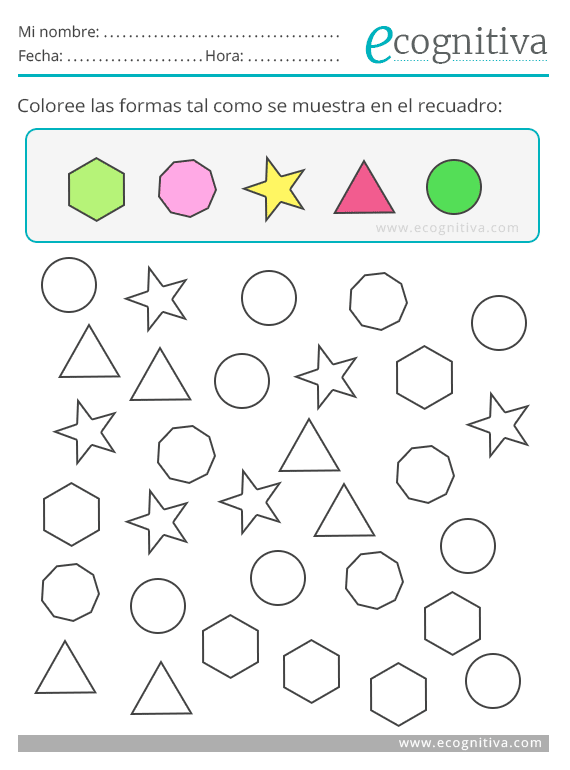 Mi nombre: .....................................
ecognitiva
Fecha: ..................... Hora: ..............
Coloree las formas tal como se muestra en el recuadro:
www.ecognitiva.com
www.ecognitiva.com